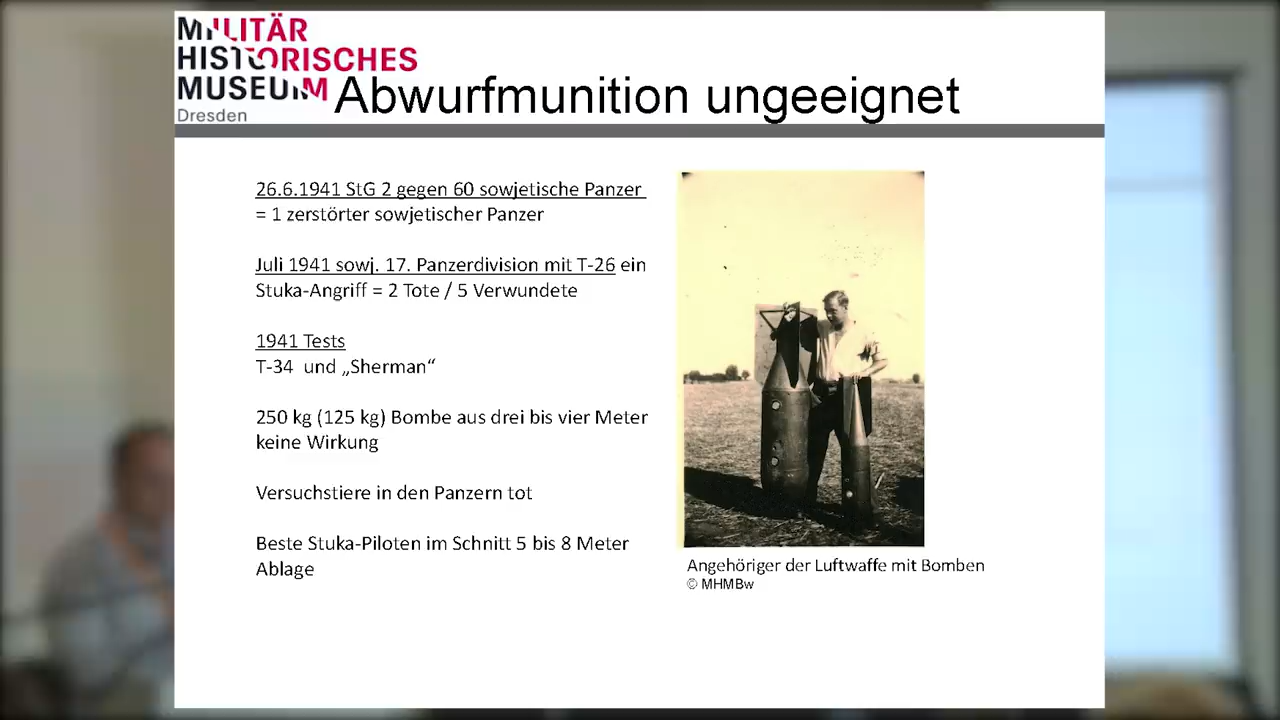 MILITÄR
HISTORISCHES
MUSEUM
Dresden
Abwurfmunition ungeeignet
26.6.1941 StG 2 gegen 60 sowjetische Panzer
= 1 zerstörter sowjetischer Panzer
Juli 1941 sowj. 17. Panzerdivision mit T-26 ein
Stuka-Angriff = 2 Tote / 5 Verwundete
1941 Tests
T-34 und „Sherman“
250 kg (125 kg) Bombe aus drei bis vier Meter
keine Wirkung
Versuchstiere in den Panzern tot
Beste Stuka-Piloten im Schnitt 5 bis 8 Meter
Ablage
Angehöriger der Luftwaffe mit Bomben
© MHMBw